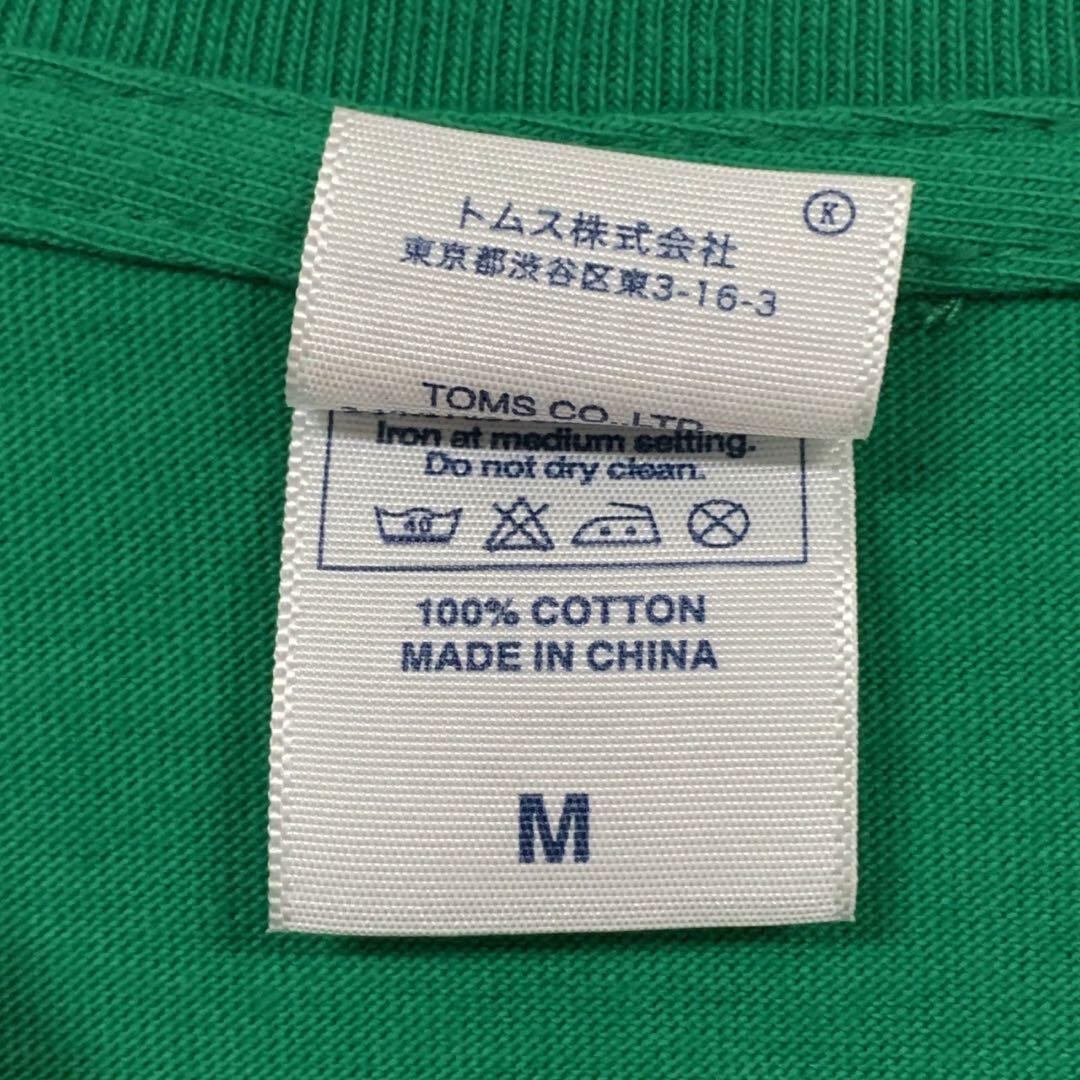 K
トムス株式会社
東京都渋谷区東3-16-3
TOMS CO., LTD.
Iron at medium setting.
Do not dry clean.
40
100% COTTON
MADE IN CHINA
M